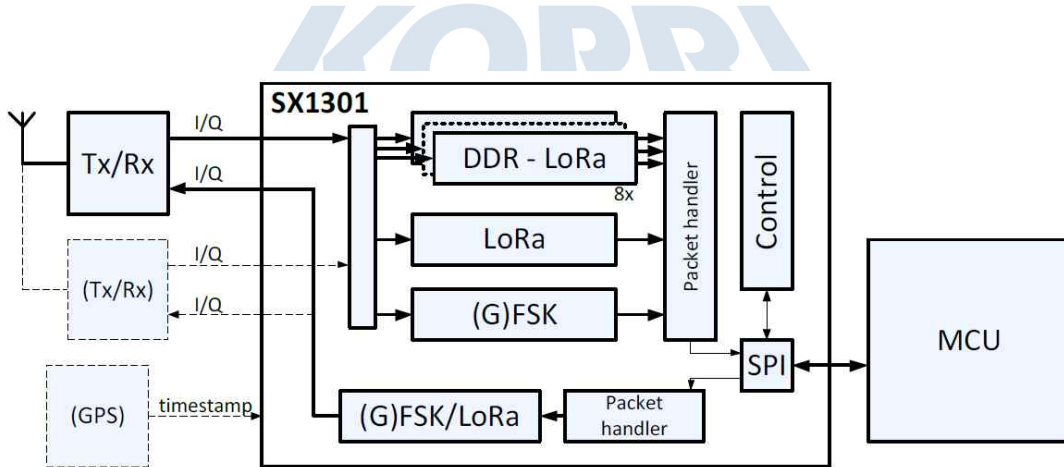 SX1301
I/Q
Tx/Rx
I/Q
DDR - LoRa
8x
Packet handler
Control
LoRa
I/Q
(Tx/Rx)
I/Q
(G)FSK
MCU
SPI
(GPS)
timestamp
(G)FSK/LoRa
Packet
handler